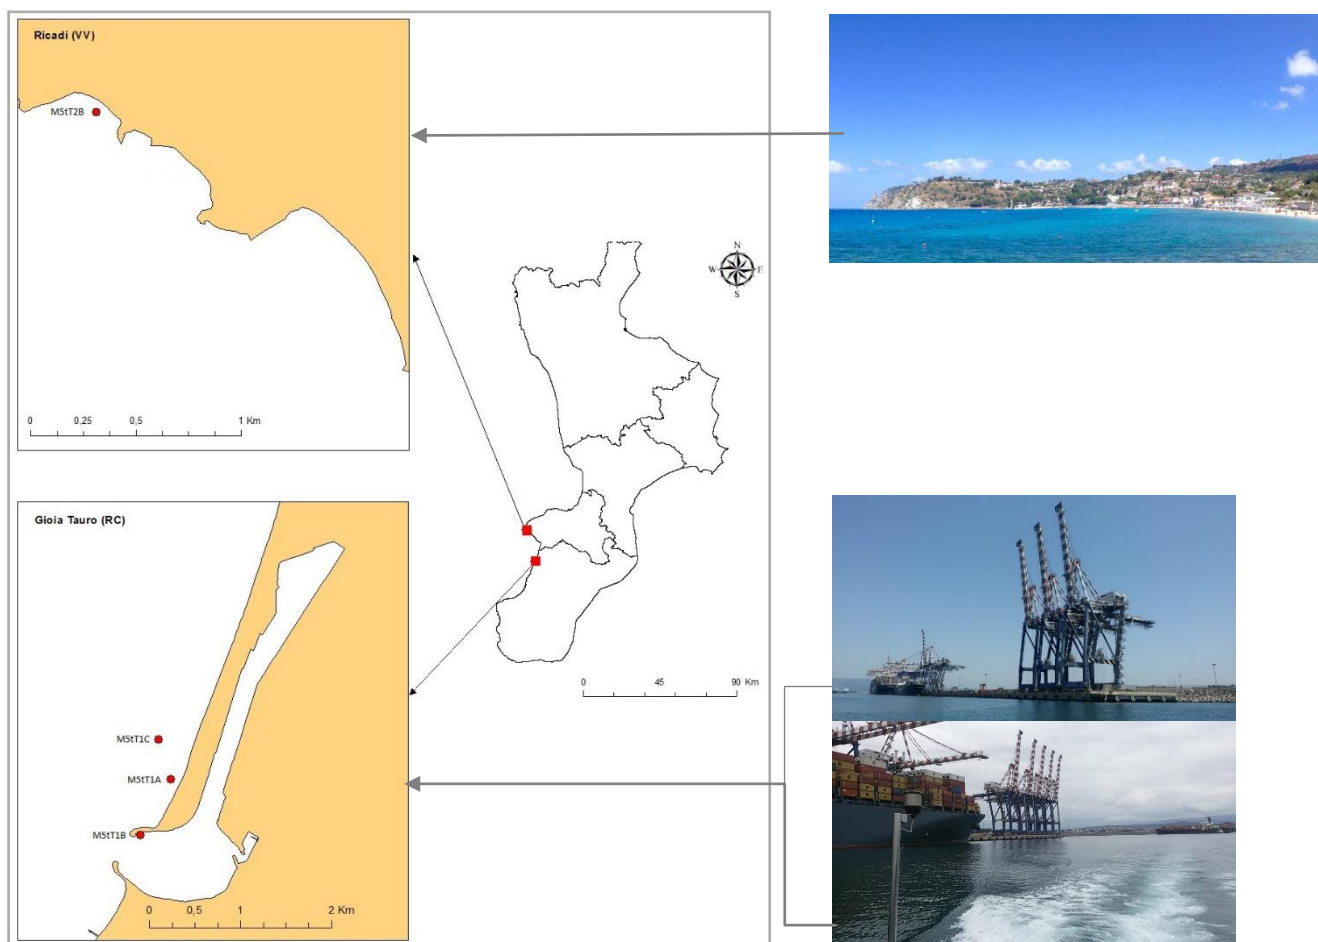 Ricadi (VV)
M5tT2B
0 0,25 0,5 1 Km
N
W E
S
Gioia Tauro (RC)
M5tT1C
M5tT1A
M5tT1B
0 0,5 1 2 Km
0 45 90 Km